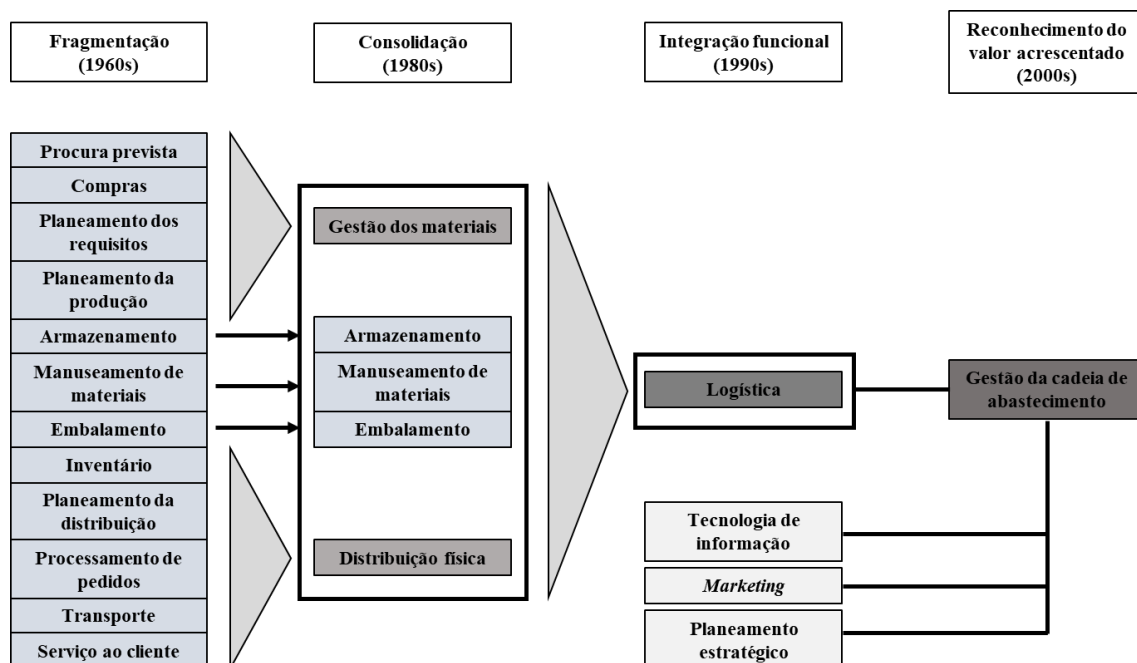 Fragmentação
(1960s)
Consolidação
(1980s)
Integração funcional
(1990s)
Reconhecimento do
valor acrescentado
(2000s)
Procura prevista
Compras
Planeamento dos
requisitos
Planeamento da
produção
Armazenamento
Manuseamento de
materiais
Embalamento
Inventário
Planeamento da
distribuição
Processamento de
pedidos
Transporte
Serviço ao cliente
Gestão dos materiais
Armazenamento
Manuseamento de
materiais
Embalamento
Distribuição física
Logística
Tecnologia de
informação
Marketing
Planeamento
estratégico
Gestão da cadeia de
abastecimento